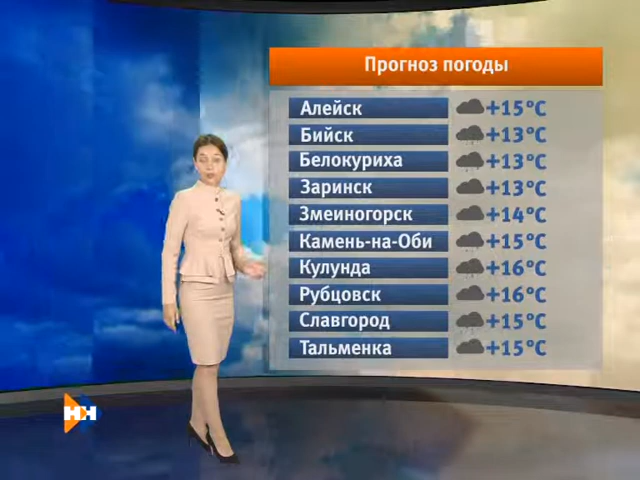 Прогноз погоды
Алейск +15°C
Бийск +13°C
Белокуриха +13°C
Заринск +13°C
Змеиногорск +14°C
Камень-на-Оби +15°C
Кулунда +16°C
Рубцовск +16°C
Славгород +15°C
Тальменка +15°C
НН